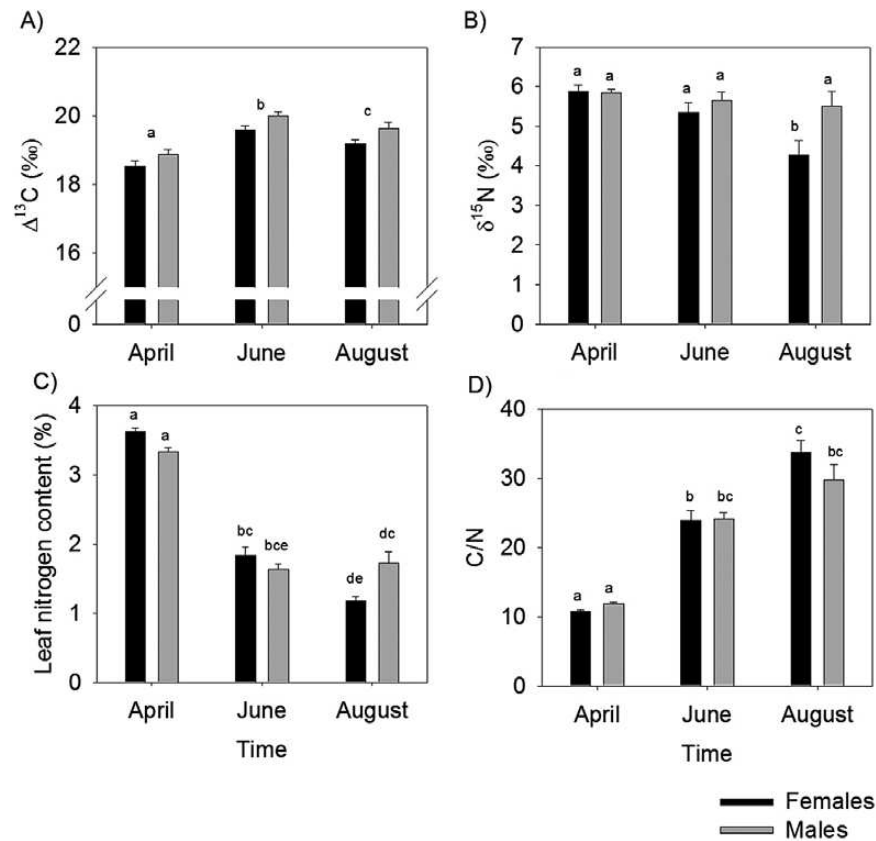 A)
22
20
18
16
0
Δ¹³C (‰)
a
b
c
April June August
B)
7
6
5
4
3
2
1
0
δ¹⁵N (‰)
a a
a a
b a
April June August
C)
4
3
2
1
0
Leaf nitrogen content (%)
a a
bc bce
de dc
April June August
Time
D)
40
30
20
10
0
C/N
a a
b bc
c bc
April June August
Time
Females
Males